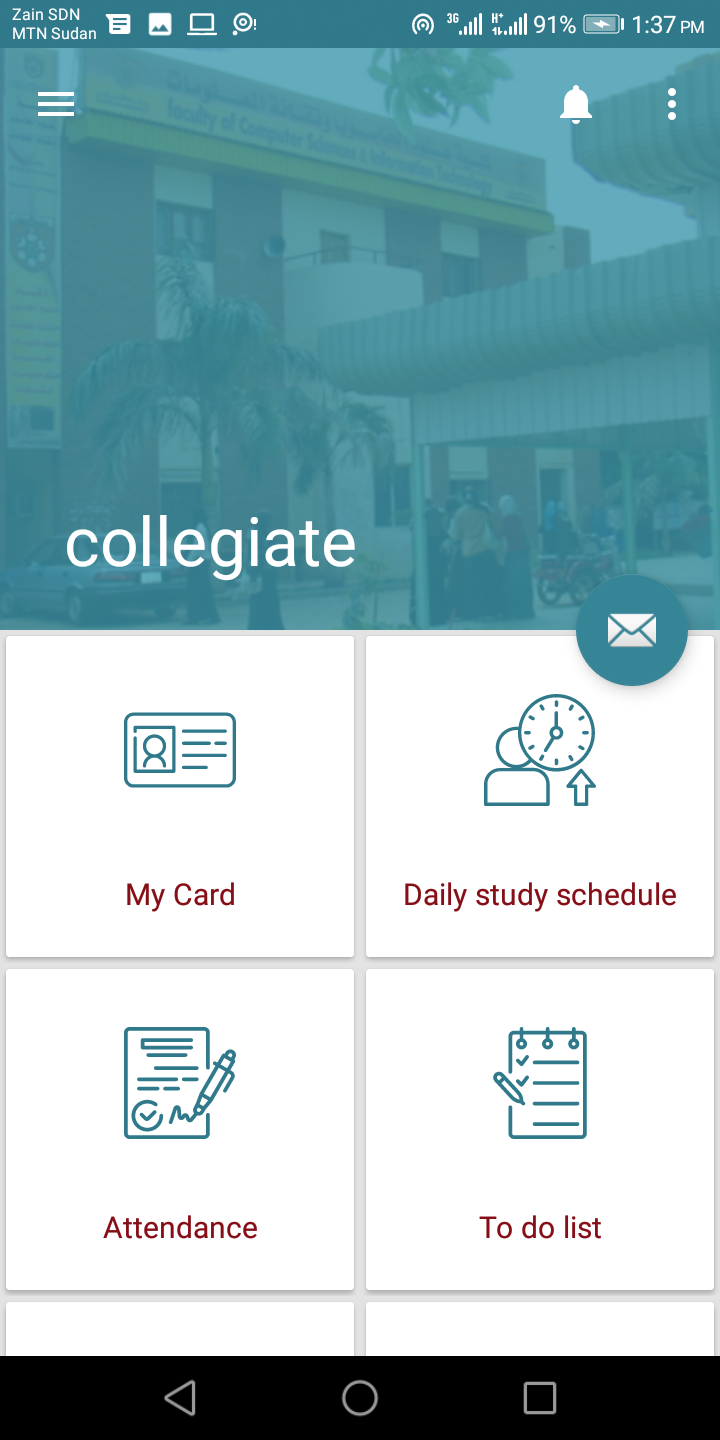 Zain SDN
MTN Sudan
3G
H+
91%
1:37 PM
Faculty of Computer Sciences & Information Technology
collegiate
My Card
Daily study schedule
Attendance
To do list